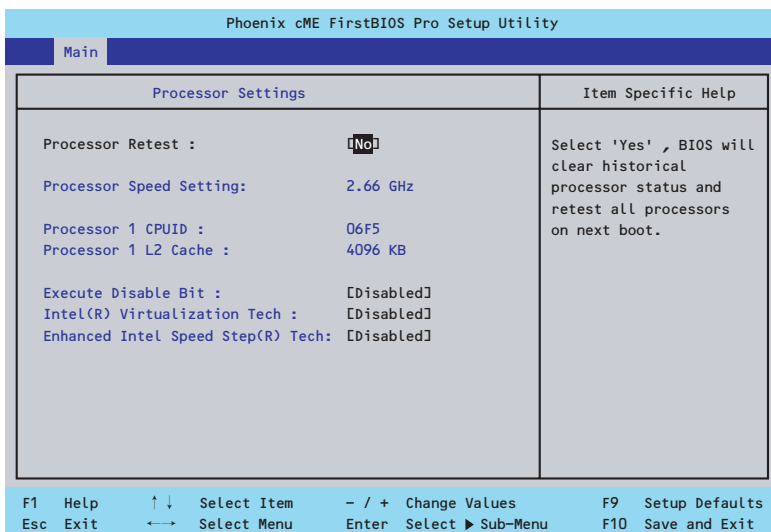 Phoenix cME FirstBIOS Pro Setup Utility
Main
Processor Settings
Item Specific Help
Processor Retest : [No]
Processor Speed Setting: 2.66 GHz
Processor 1 CPUID : 06F5
Processor 1 L2 Cache : 4096 KB
Execute Disable Bit : [Disabled]
Intel(R) Virtualization Tech : [Disabled]
Enhanced Intel Speed Step(R) Tech: [Disabled]
Select 'Yes' , BIOS will
clear historical
processor status and
retest all processors
on next boot.
F1 Help ↑↓ Select Item - / + Change Values F9 Setup Defaults
Esc Exit ←→ Select Menu Enter Select ▶ Sub-Menu F10 Save and Exit